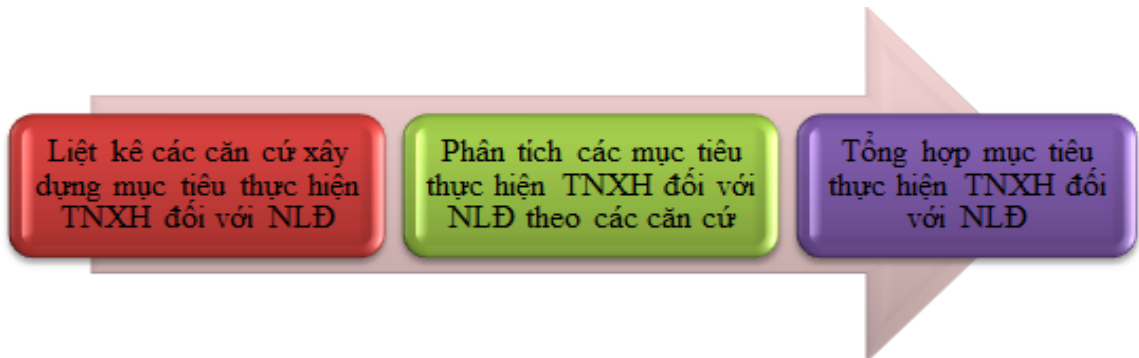 Liệt kê các căn cứ xây
dựng mục tiêu thực hiện
TNXH đối với NLĐ
Phân tích các mục tiêu
thực hiện TNXH đối với
NLĐ theo các căn cứ
Tổng hợp mục tiêu
thực hiện TNXH đối
với NLĐ